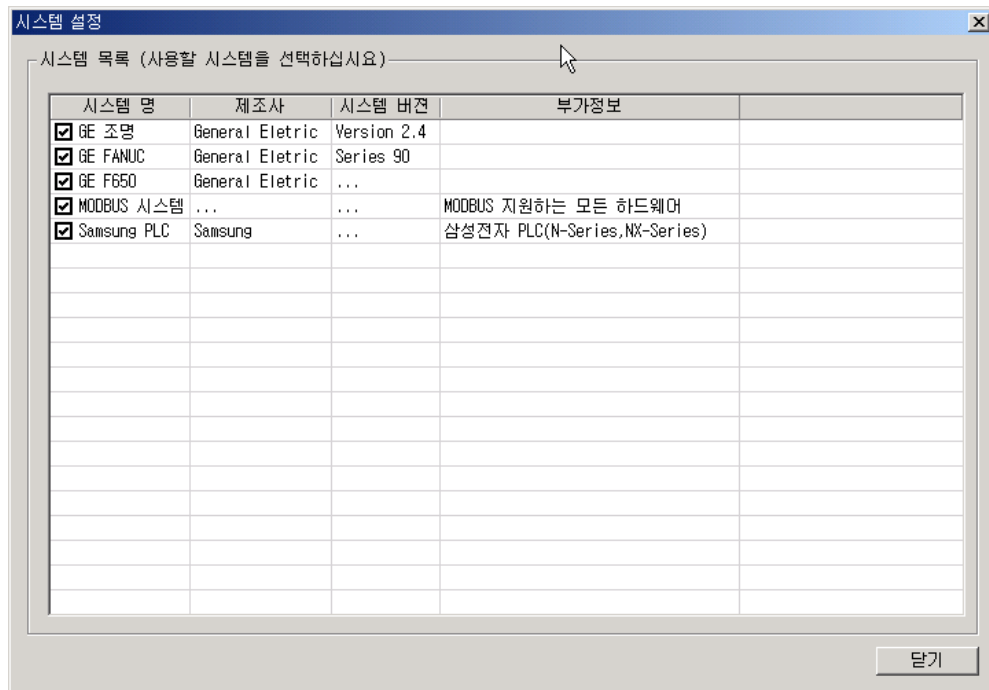 시스템 설정
시스템 목록 (사용할 시스템을 선택하십시요)
시스템 명 제조사 시스템 버젼 부가정보
GE 조명 General Eletric Version 2.4
GE FANUC General Eletric Series 90
GE F650 General Eletric ...
MODBUS 시스템 ... ... MODBUS 지원하는 모든 하드웨어
Samsung PLC Samsung ... 삼성전자 PLC(N-Series,NX-Series)
닫기